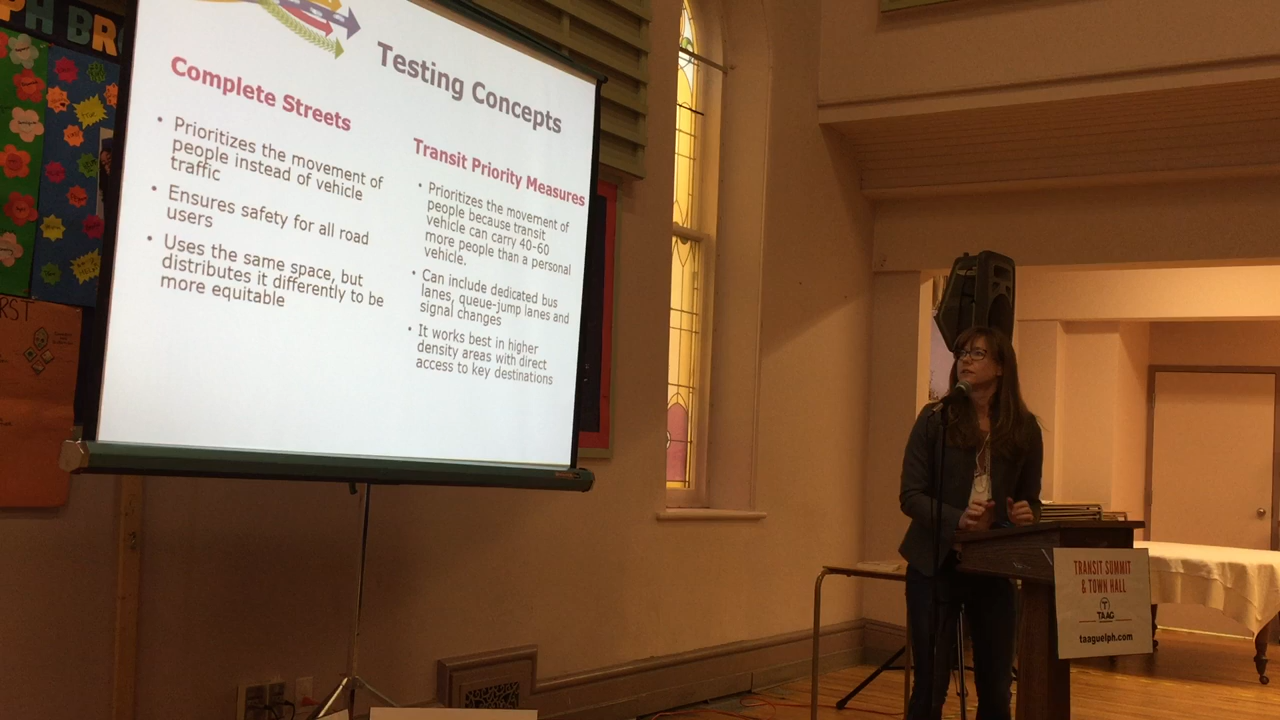 PH BR
Testing Concepts
Complete Streets
• Prioritizes the movement of
people instead of vehicle
traffic
• Ensures safety for all road
users
• Uses the same space, but
distributes it differently to be
more equitable
Transit Priority Measures
• Prioritizes the movement of
people because transit
vehicle can carry 40-60
more people than a personal
vehicle.
• Can include dedicated bus
lanes, queue-jump lanes and
signal changes
• It works best in higher
density areas with direct
access to key destinations
TRANSIT SUMMIT
& TOWN HALL
TAAG
taaguelph.com